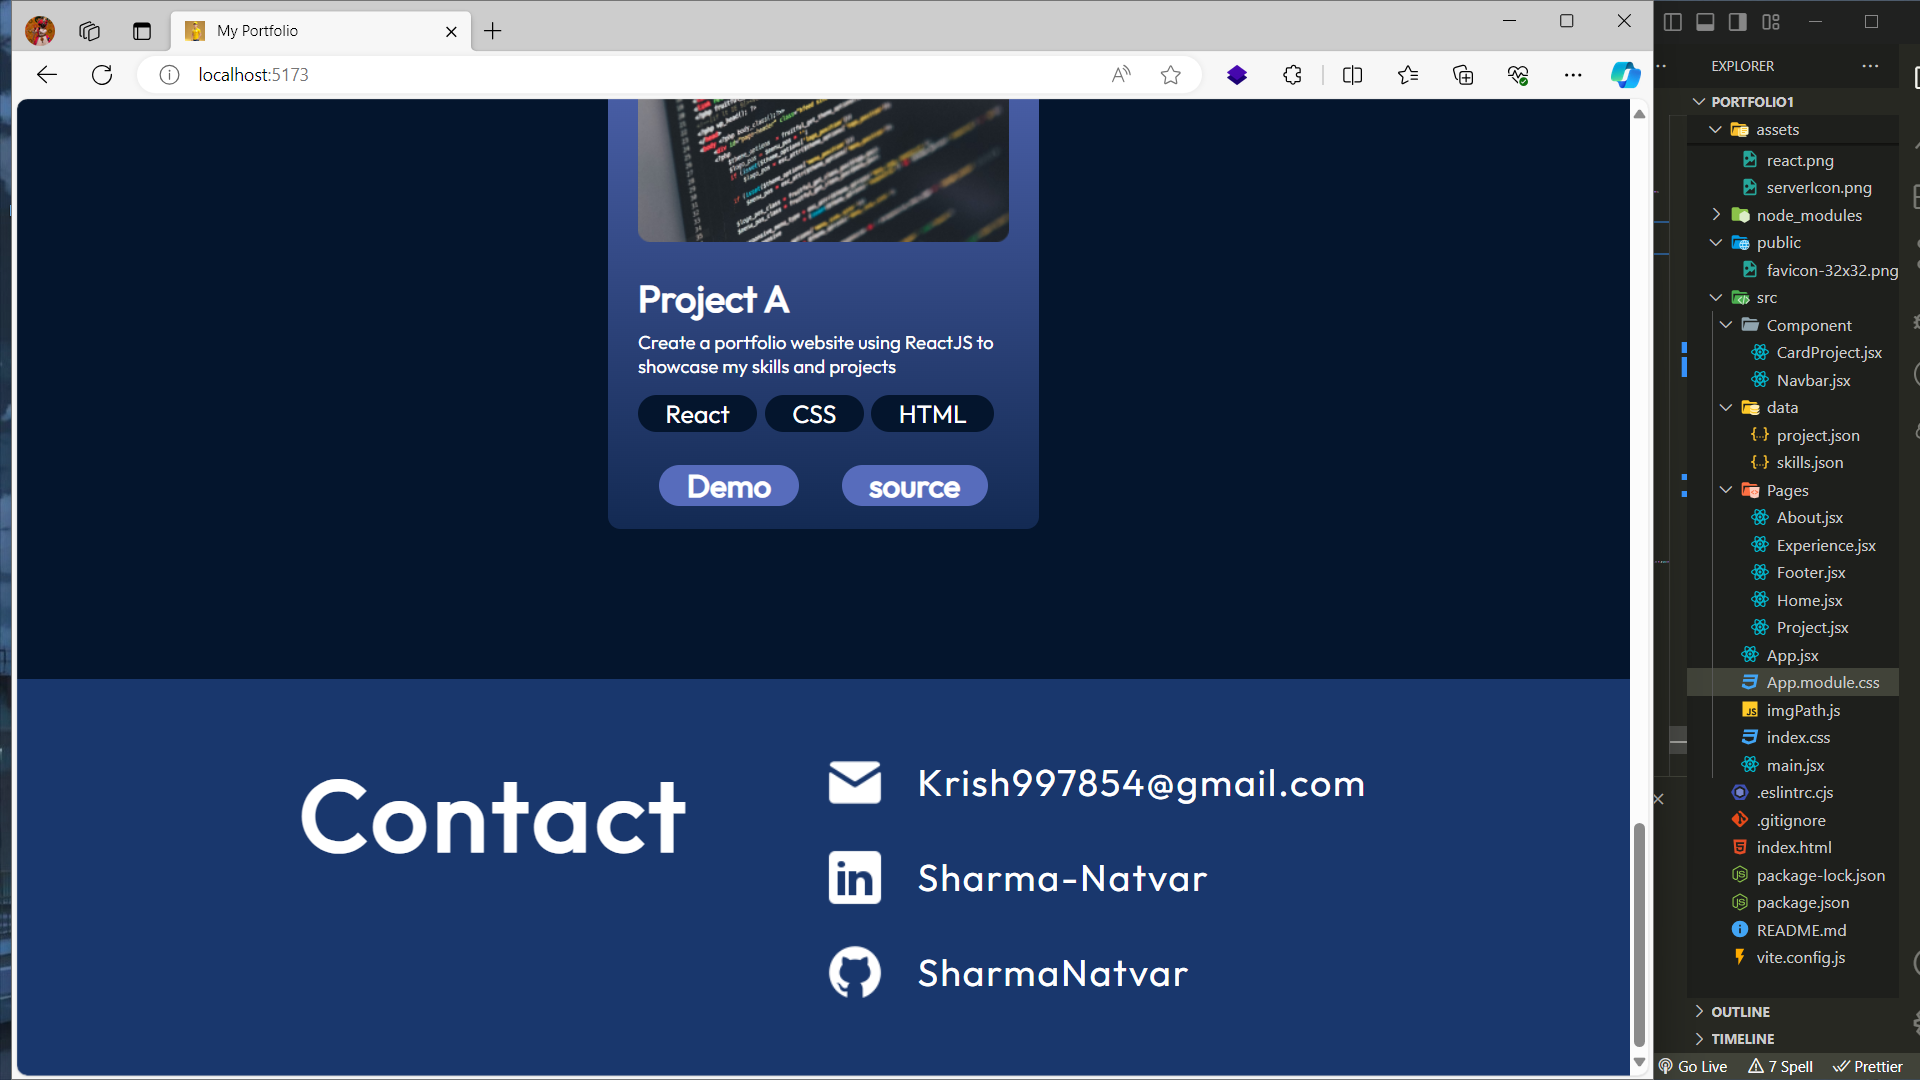 My Portfolio
localhost:5173
Project A
Create a portfolio website using ReactJS to
showcase my skills and projects
React
CSS
HTML
Demo
source
Contact
Krish997854@gmail.com
Sharma-Natvar
SharmaNatvar
EXPLORER
PORTFOLIO1
assets
react.png
serverIcon.png
node_modules
public
favicon-32x32.png
src
Component
CardProject.jsx
Navbar.jsx
data
project.json
skills.json
Pages
About.jsx
Experience.jsx
Footer.jsx
Home.jsx
Project.jsx
App.jsx
App.module.css
imgPath.js
index.css
main.jsx
.eslintrc.cjs
.gitignore
index.html
package-lock.json
package.json
README.md
vite.config.js
OUTLINE
TIMELINE
Go Live
7 Spell
Prettier